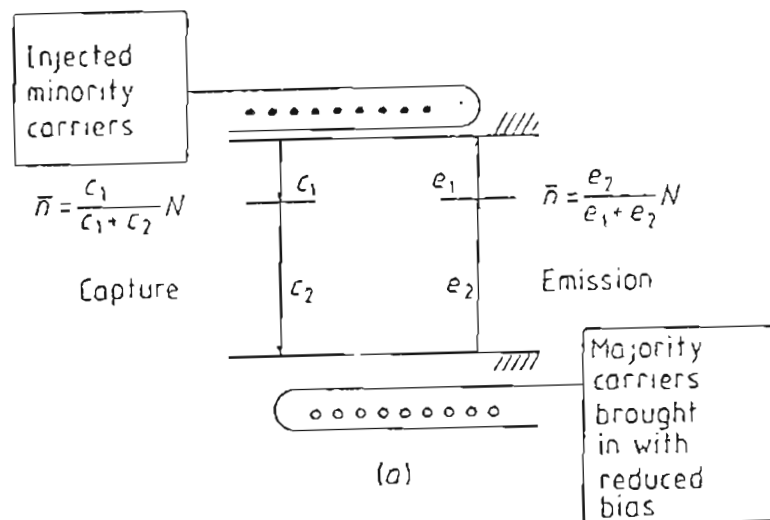 Injected
minority
carriers
n̄ = c₁/(c₁ + c₂) N
c₁
e₁
n̄ = e₂/(e₁ + e₂) N
Capture
c₂
e₂
Emission
Majority
carriers
brought
in with
reduced
bias
(a)